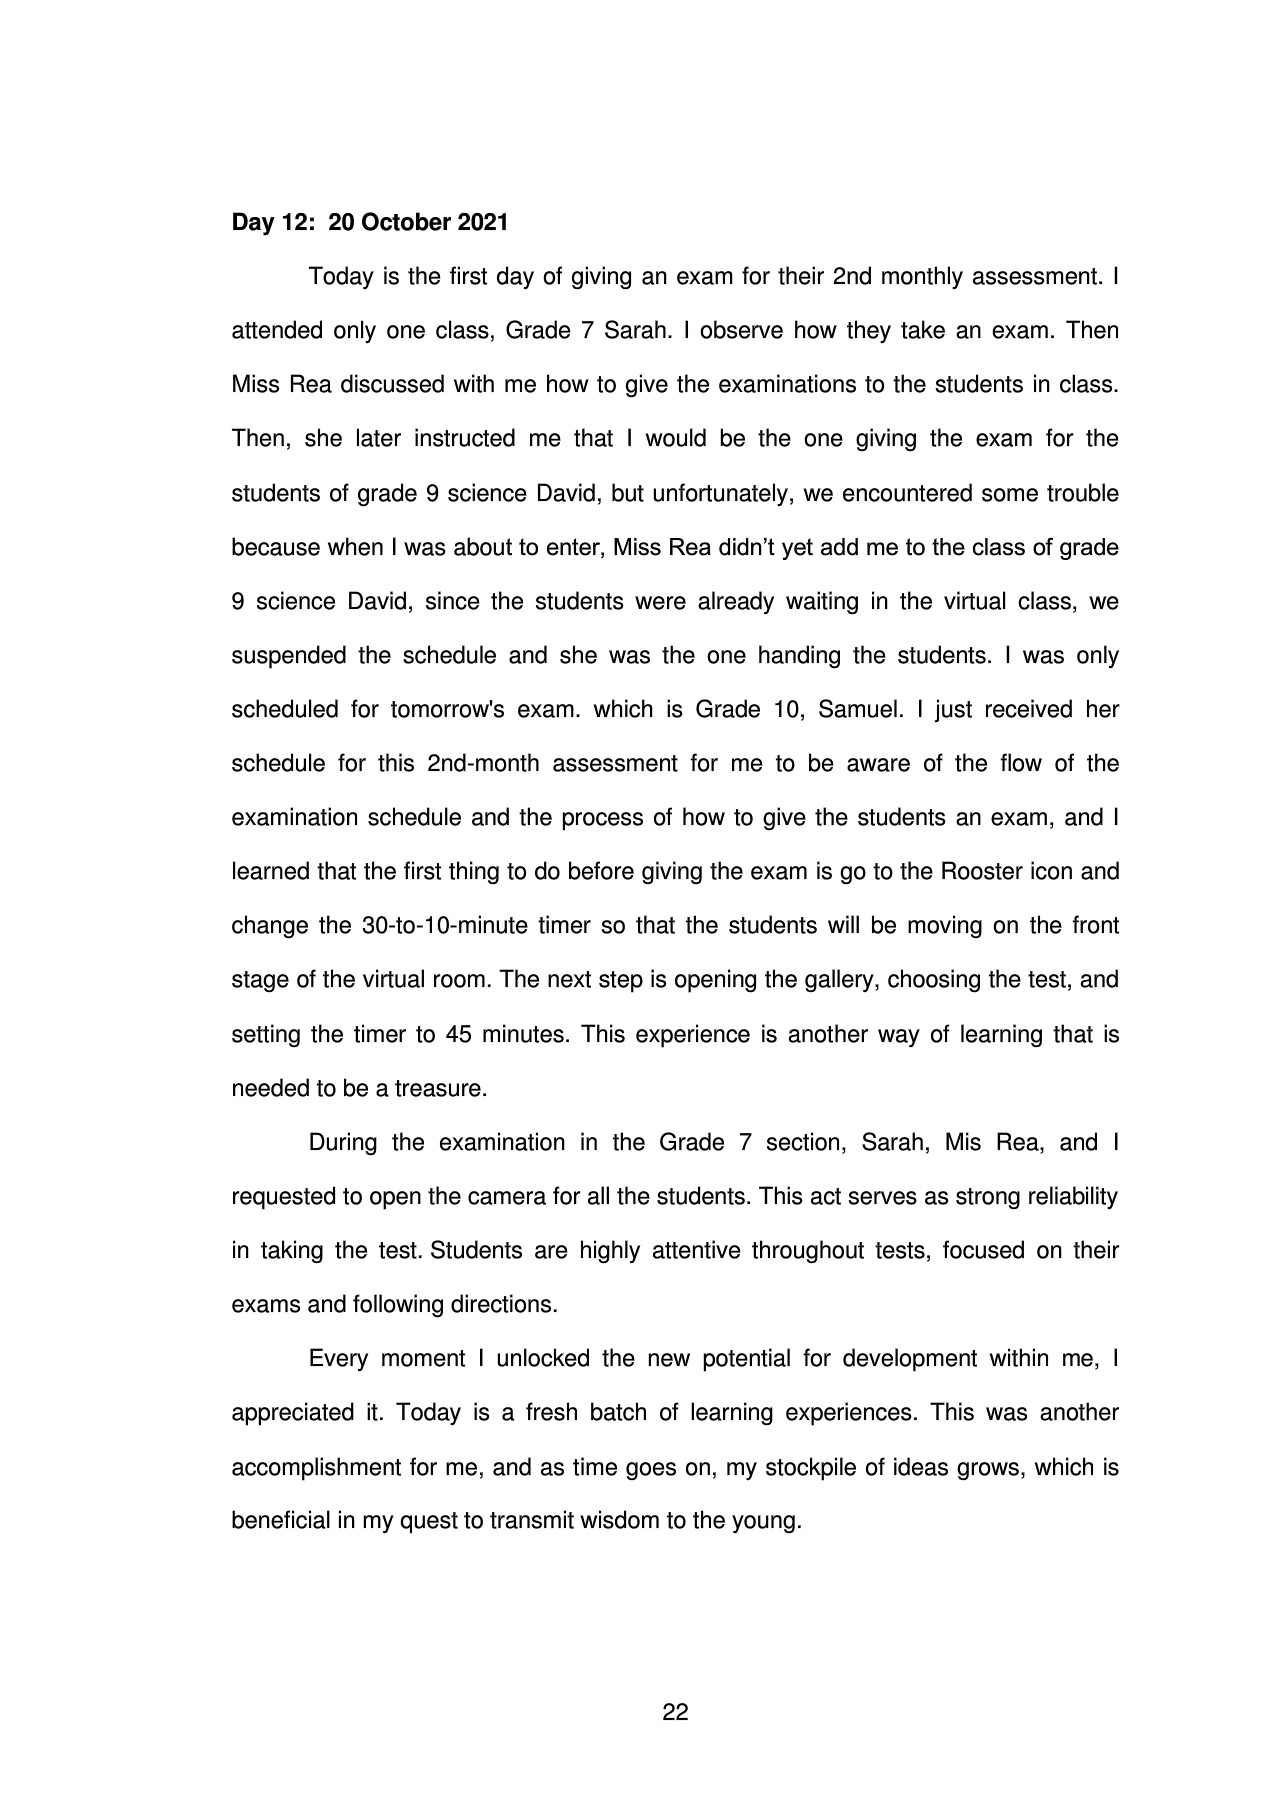 Day 12:  20 October 2021
Today is the first day of giving an exam for their 2nd monthly assessment. I
attended only one class, Grade 7 Sarah. I observe how they take an exam. Then
Miss Rea discussed with me how to give the examinations to the students in class.
Then, she later instructed me that I would be the one giving the exam for the
students of grade 9 science David, but unfortunately, we encountered some trouble
because when I was about to enter, Miss Rea didn’t yet add me to the class of grade
9 science David, since the students were already waiting in the virtual class, we
suspended the schedule and she was the one handing the students. I was only
scheduled for tomorrow's exam. which is Grade 10, Samuel. I just received her
schedule for this 2nd-month assessment for me to be aware of the flow of the
examination schedule and the process of how to give the students an exam, and I
learned that the first thing to do before giving the exam is go to the Rooster icon and
change the 30-to-10-minute timer so that the students will be moving on the front
stage of the virtual room. The next step is opening the gallery, choosing the test, and
setting the timer to 45 minutes. This experience is another way of learning that is
needed to be a treasure.
During the examination in the Grade 7 section, Sarah, Mis Rea, and I
requested to open the camera for all the students. This act serves as strong reliability
in taking the test. Students are highly attentive throughout tests, focused on their
exams and following directions.
Every moment I unlocked the new potential for development within me, I
appreciated it. Today is a fresh batch of learning experiences. This was another
accomplishment for me, and as time goes on, my stockpile of ideas grows, which is
beneficial in my quest to transmit wisdom to the young.
22